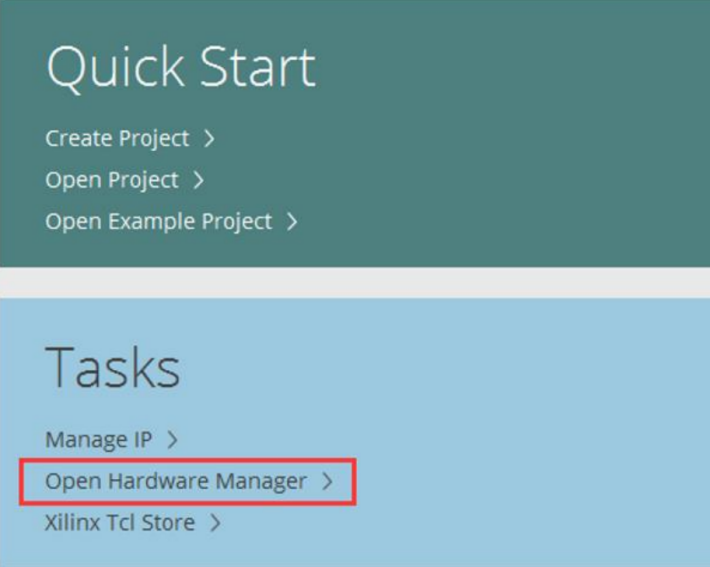 Quick Start
Create Project >
Open Project >
Open Example Project >
Tasks
Manage IP >
Open Hardware Manager >
Xilinx Tcl Store >